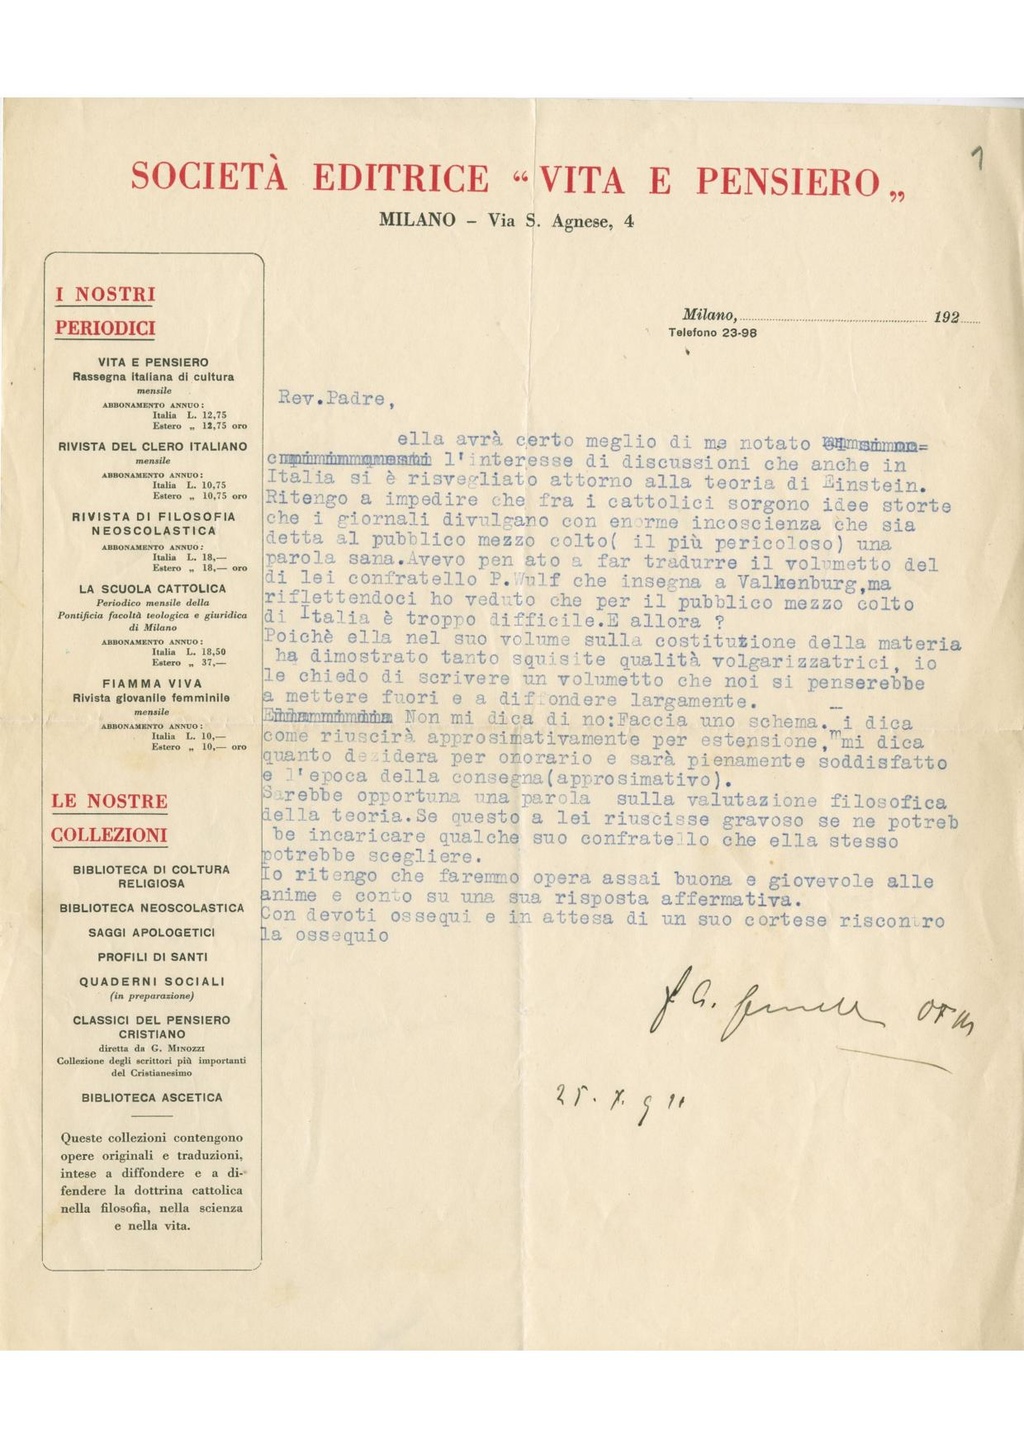 1
SOCIETÀ EDITRICE “ VITA E PENSIERO „
MILANO – Via S. Agnese, 4
I NOSTRI
PERIODICI
VITA E PENSIERO
Rassegna italiana di cultura
mensile
ABBONAMENTO ANNUO:
Italia L. 12,75
Estero „ 12,75 oro
RIVISTA DEL CLERO ITALIANO
mensile
ABBONAMENTO ANNUO:
Italia L. 10,75
Estero „ 10,75 oro
RIVISTA DI FILOSOFIA
NEOSCOLASTICA
ABBONAMENTO ANNUO:
Italia L. 18,—
Estero „ 18,— oro
LA SCUOLA CATTOLICA
Periodico mensile della
Pontificia facoltà teologica e giuridica
di Milano
ABBONAMENTO ANNUO:
Italia L. 18,50
Estero „ 37,—
FIAMMA VIVA
Rivista giovanile femminile
mensile
ABBONAMENTO ANNUO:
Italia L. 10,—
Estero „ 10,— oro
LE NOSTRE
COLLEZIONI
BIBLIOTECA DI COLTURA
RELIGIOSA
BIBLIOTECA NEOSCOLASTICA
SAGGI APOLOGETICI
PROFILI DI SANTI
QUADERNI SOCIALI
(in preparazione)
CLASSICI DEL PENSIERO
CRISTIANO
diretta da G. MINOZZI
Collezione degli scrittori più importanti
del Cristianesimo
BIBLIOTECA ASCETICA
Queste collezioni contengono
opere originali e traduzioni,
intese a diffondere e a di-
fendere la dottrina cattolica
nella filosofia, nella scienza
e nella vita.
Milano, 192
Telefono 23-98
Rev.Padre,
ella avrà certo meglio di me notato
l'interesse di discussioni che anche in
Italia si è risvegliato attorno alla teoria di Einstein.
Ritengo a impedire che fra i cattolici sorgono idee storte
che i giornali divulgano con enorme incoscienza che sia
detta al pubblico mezzo colto( il più pericoloso) una
parola sana.Avevo pen ato a far tradurre il volumetto del
di lei confratello P.Wulf che insegna a Valkenburg,ma
riflettendoci ho veduto che per il pubblico mezzo colto
di Italia è troppo difficile.E allora ?
Poichè ella nel suo volume sulla costituzione della materia
ha dimostrato tanto squisite qualità volgarizzatrici, io
le chiedo di scrivere un volumetto che noi si penserebbe
a mettere fuori e a diffondere largamente.
Non mi dica di no:Faccia uno schema. i dica
come riuscirà approssimativamente per estensione,mi dica
quanto desidera per onorario e sarà pienamente soddisfatto
e l'epoca della consegna(approsimativo).
Sarebbe opportuna una parola sulla valutazione filosofica
della teoria.Se questo a lei riuscisse gravoso se ne potreb
be incaricare qualche suo confratello che ella stesso
potrebbe scegliere.
Io ritengo che faremmo opera assai buona e giovevole alle
anime e conto su una sua risposta affermativa.
Con devoti ossequi e in attesa di un suo cortese riscontro
la ossequio
f. A. Gemelli OFM
25. X.